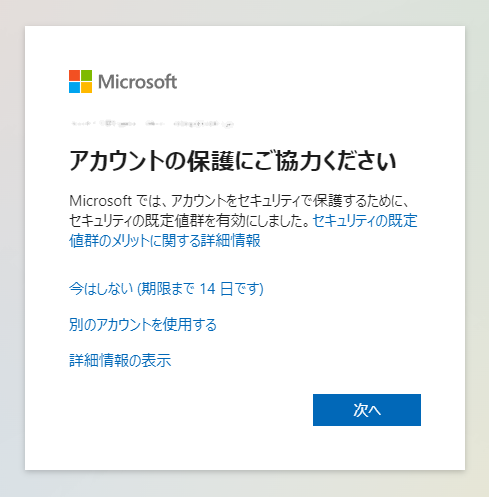 Microsoft
アカウントの保護にご協力ください
Microsoft では、アカウントをセキュリティで保護するために、
セキュリティの既定値群を有効にしました。セキュリティの既定
値群のメリットに関する詳細情報
今はしない (期限まで 14 日です)
別のアカウントを使用する
詳細情報の表示
次へ